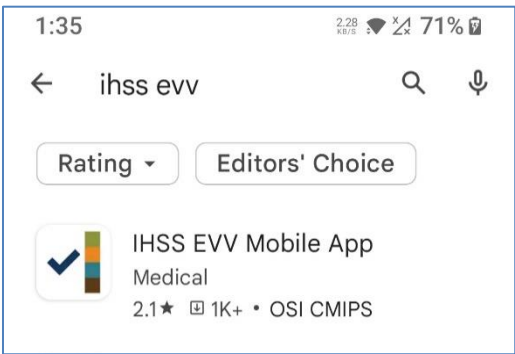 1:35 2.28 KB/S 71%
ihss evv
Rating Editors' Choice
IHSS EVV Mobile App
Medical
2.1★ 1K+ • OSI CMIPS